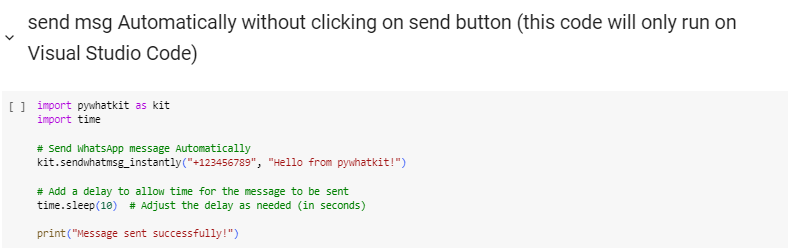 send msg Automatically without clicking on send button (this code will only run on
Visual Studio Code)
[ ] import pywhatkit as kit
import time
# Send WhatsApp message Automatically
kit.sendwhatmsg_instantly("+123456789", "Hello from pywhatkit!")
# Add a delay to allow time for the message to be sent
time.sleep(10)  # Adjust the delay as needed (in seconds)
print("Message sent successfully!")